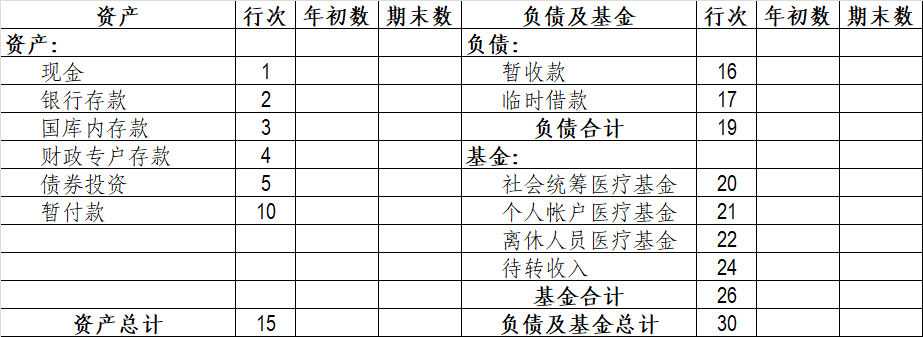 资产 行次 年初数 期末数 负债及基金 行次 年初数 期末数
资产: 负债:
现金 1 暂收款 16
银行存款 2 临时借款 17
国库内存款 3 负债合计 19
财政专户存款 4 基金:
债券投资 5 社会统筹医疗基金 20
暂付款 10 个人帐户医疗基金 21
离休人员医疗基金 22
待转收入 24
基金合计 26
资产总计 15 负债及基金总计 30